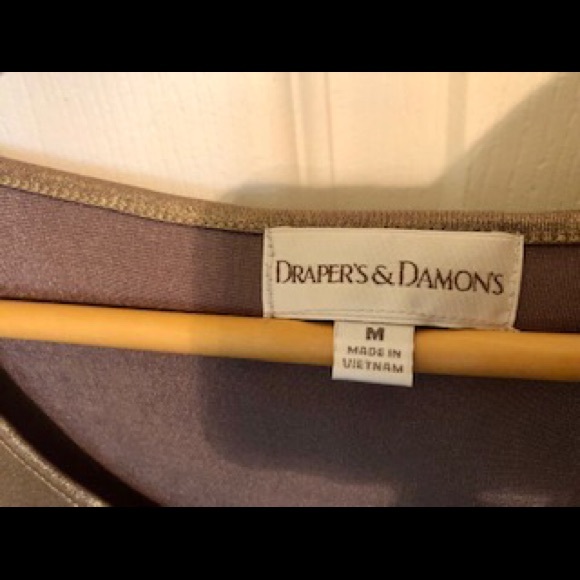 DRAPER'S & DAMON'S
M
MADE IN
VIETNAM